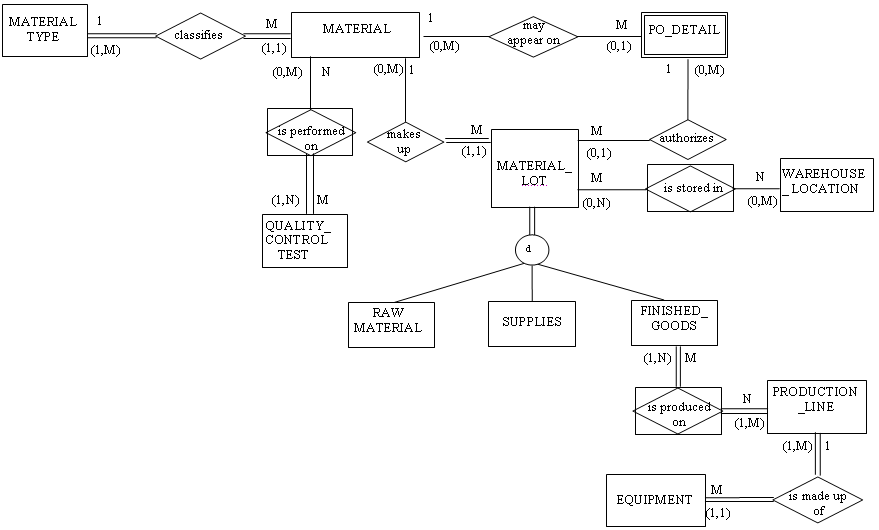 MATERIAL
TYPE
1
(1,M)
classifies
M
(1,1)
MATERIAL
1
(0,M)
may
appear on
M
(0,1)
PO_DETAIL
(0,M)
N
(0,M)
1
1
(0,M)
is performed
on
makes
up
M
(1,1)
MATERIAL_
LOT
M
(0,1)
authorizes
M
(0,N)
is stored in
N
(0,M)
WAREHOUSE
_LOCATION
(1,N)
M
QUALITY_
CONTROL
TEST
d
RAW
MATERIAL
SUPPLIES
FINISHED_
GOODS
(1,N)
M
is produced
on
N
(1,M)
PRODUCTION
_LINE
(1,M)
1
EQUIPMENT
M
(1,1)
is made up
of